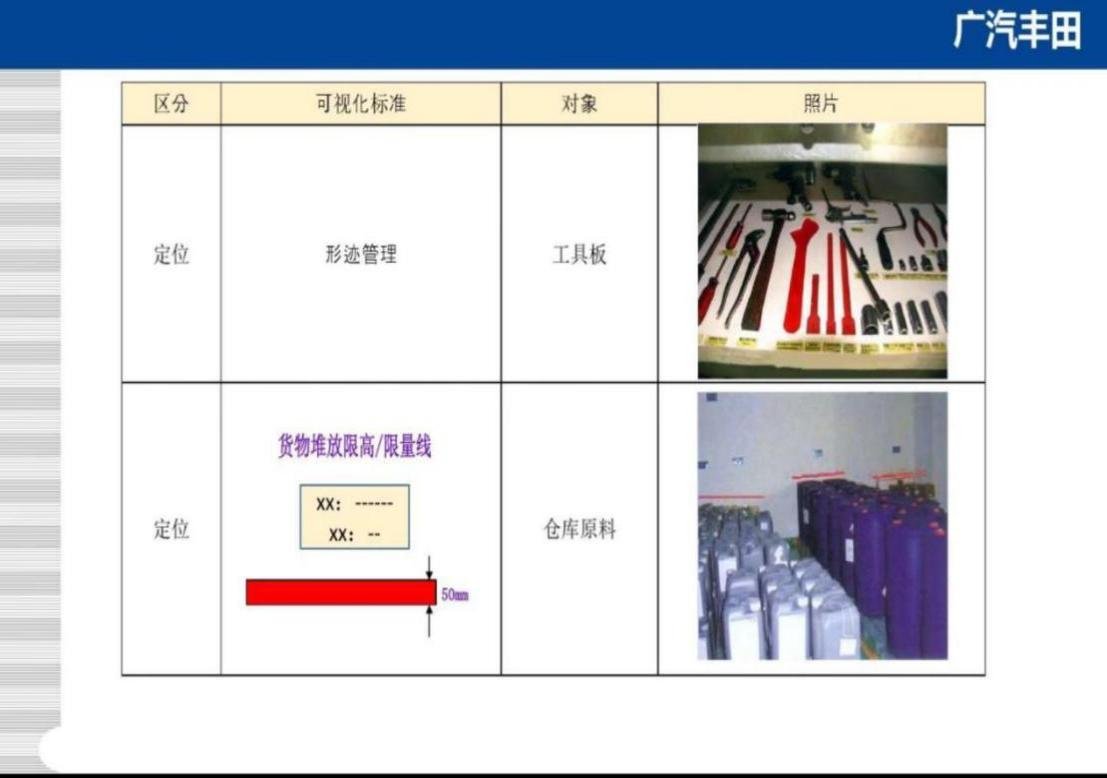 广汽丰田
区分 可视化标准 对象 照片
定位 形迹管理 工具板
货物堆放限高/限量线
XX: ------
XX: --
定位 仓库原料
50mm